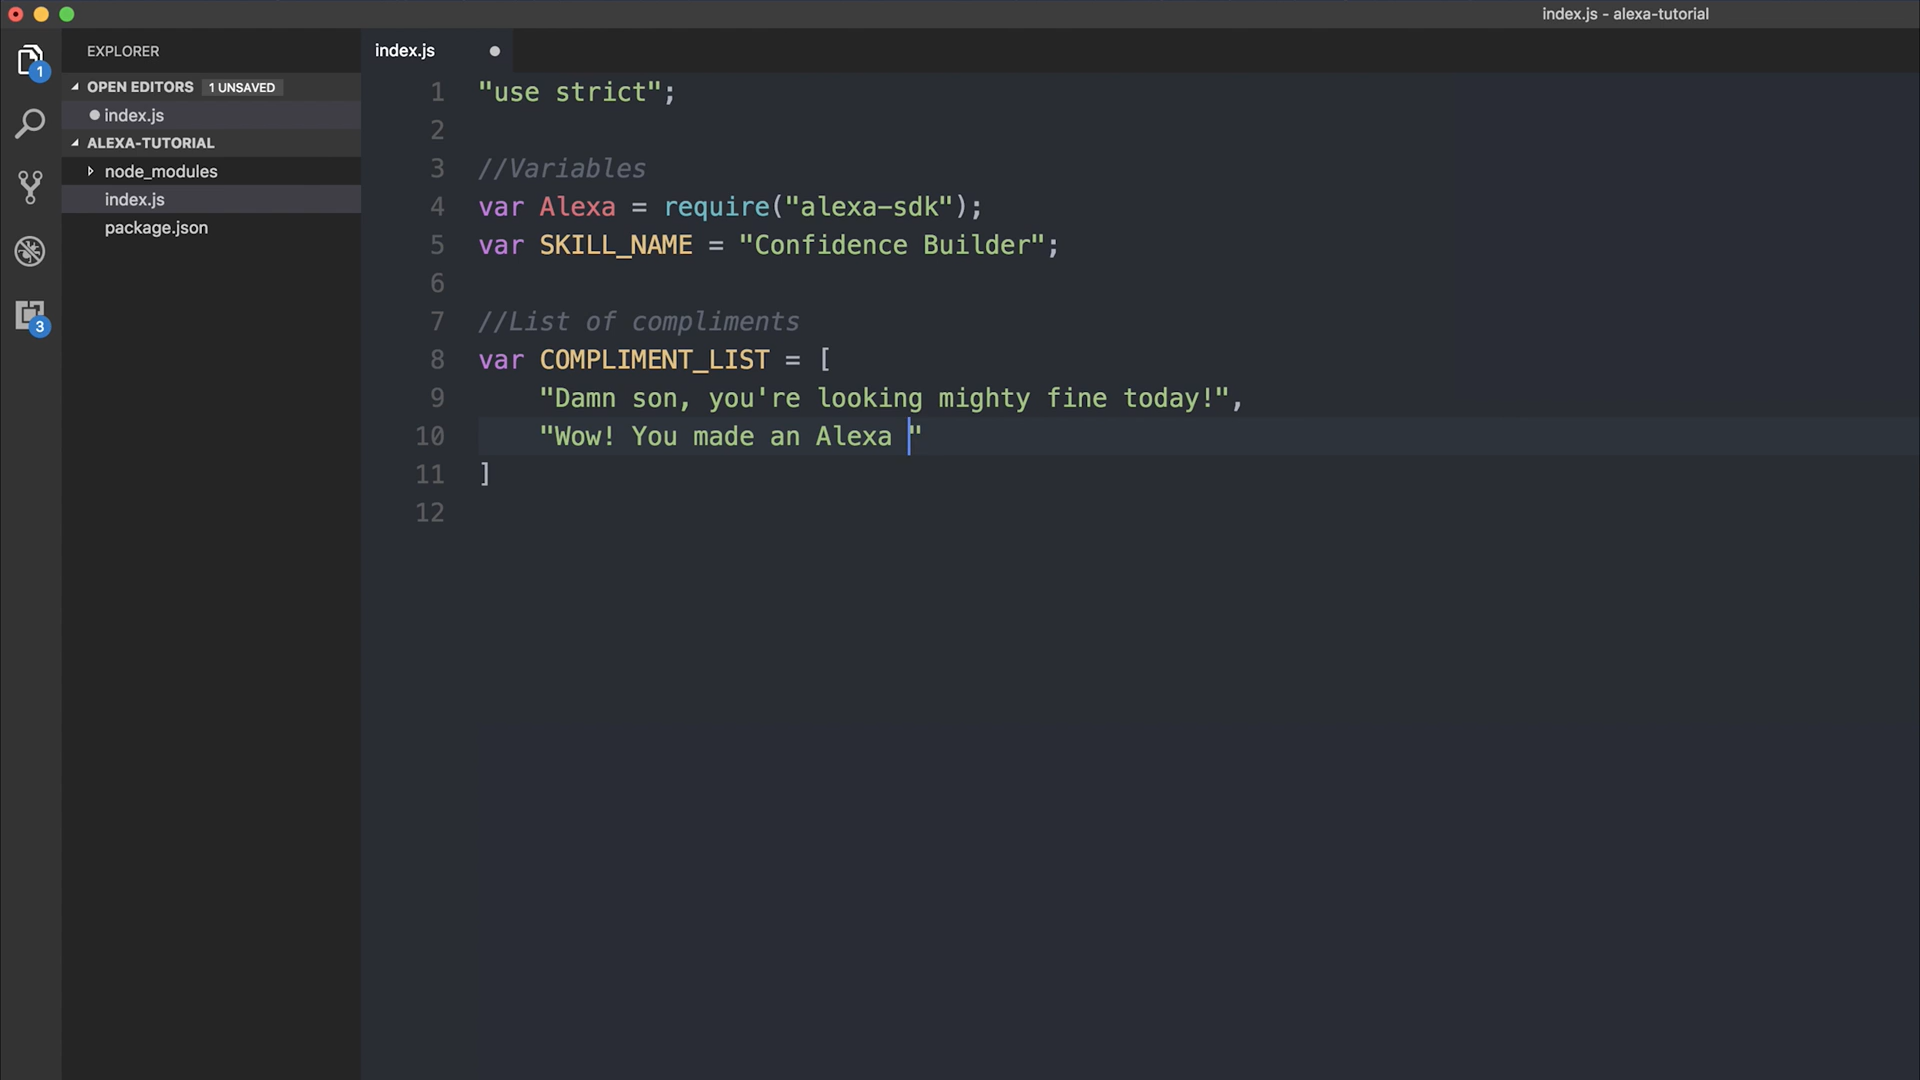 index.js - alexa-tutorial
EXPLORER
OPEN EDITORS 1 UNSAVED
index.js
ALEXA-TUTORIAL
node_modules
index.js
package.json
1
3
index.js
1 "use strict";
2
3 //Variables
4 var Alexa = require("alexa-sdk");
5 var SKILL_NAME = "Confidence Builder";
6
7 //List of compliments
8 var COMPLIMENT_LIST = [
9 "Damn son, you're looking mighty fine today!",
10 "Wow! You made an Alexa "
11 ]
12